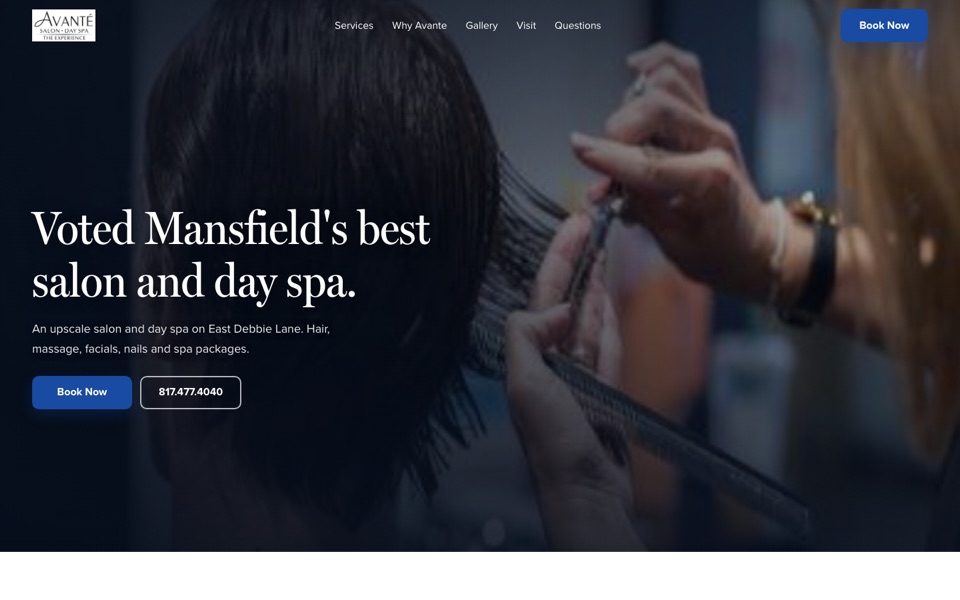 AVANTÉ
SALON • DAY SPA
THE EXPERIENCE
Services
Why Avante
Gallery
Visit
Questions
Book Now
Voted Mansfield's best
salon and day spa.
An upscale salon and day spa on East Debbie Lane. Hair,
massage, facials, nails and spa packages.
Book Now
817.477.4040